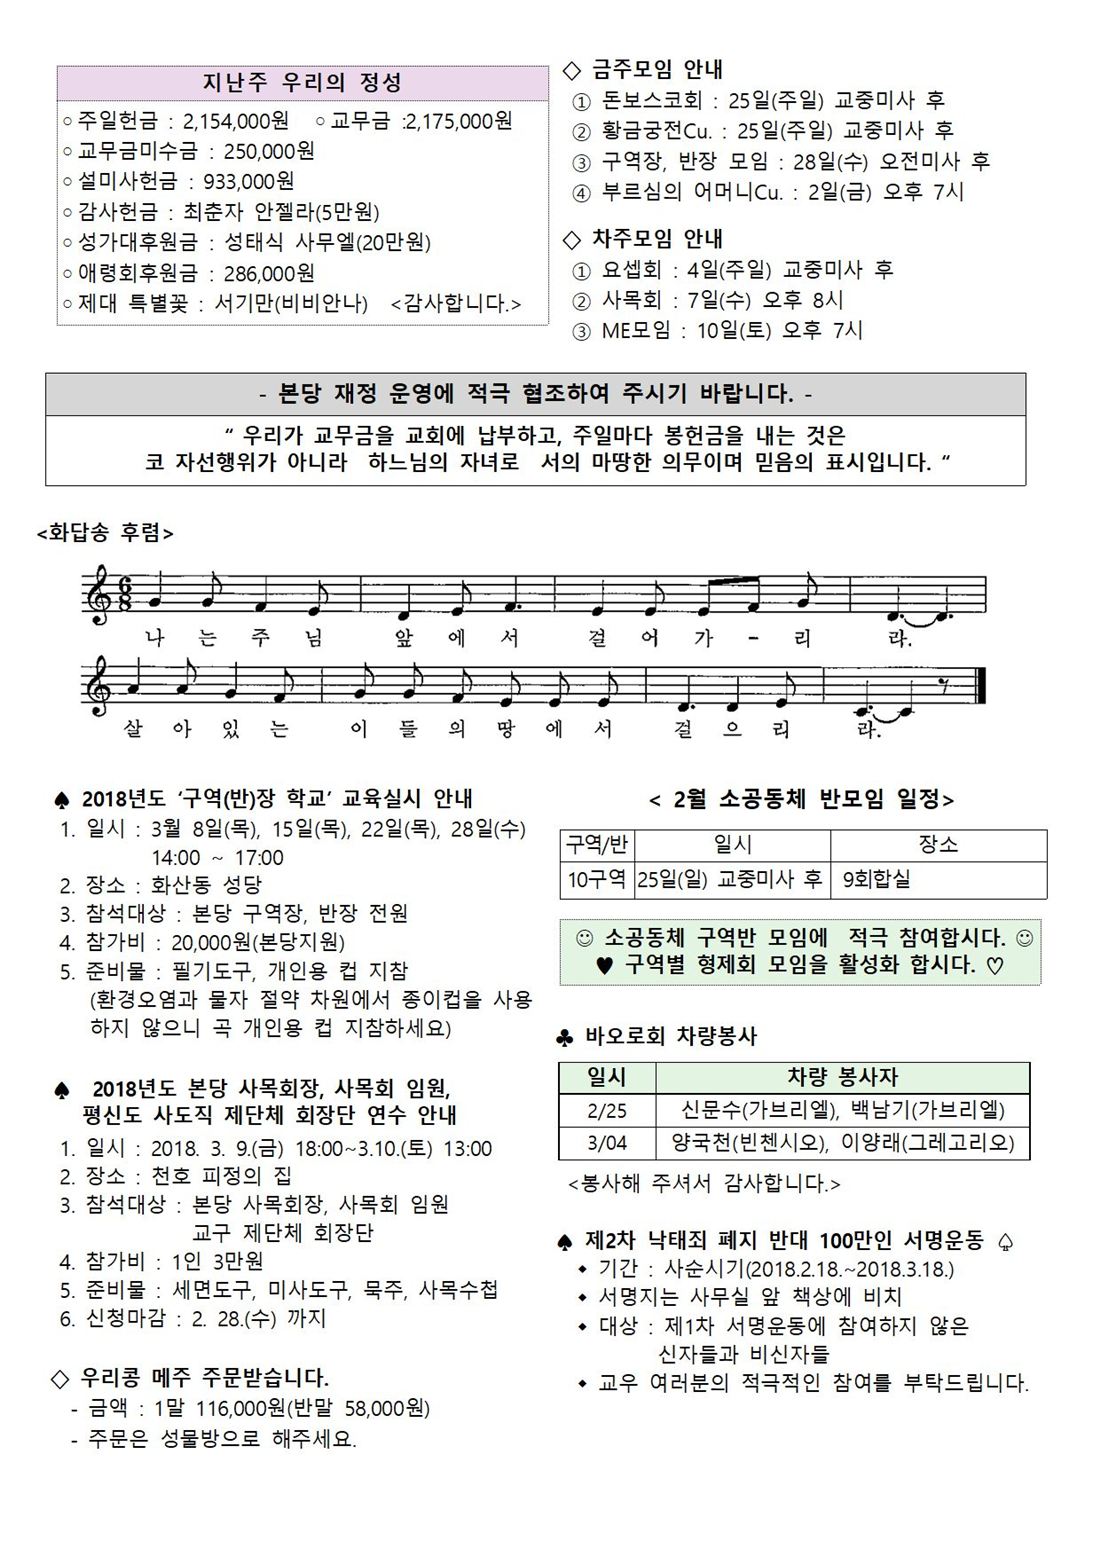 지난주 우리의 정성
○ 주일헌금 : 2,154,000원 ○ 교무금 :2,175,000원
○ 교무금미수금 : 250,000원
○ 설미사헌금 : 933,000원
○ 감사헌금 : 최춘자 안젤라(5만원)
○ 성가대후원금 : 성태식 사무엘(20만원)
○ 애령회후원금 : 286,000원
○ 제대 특별꽃 : 서기만(비비안나) <감사합니다.>
◇ 금주모임 안내
① 돈보스코회 : 25일(주일) 교중미사 후
② 황금궁전Cu. : 25일(주일) 교중미사 후
③ 구역장, 반장 모임 : 28일(수) 오전미사 후
④ 부르심의 어머니Cu. : 2일(금) 오후 7시
◇ 차주모임 안내
① 요셉회 : 4일(주일) 교중미사 후
② 사목회 : 7일(수) 오후 8시
③ ME모임 : 10일(토) 오후 7시
- 본당 재정 운영에 적극 협조하여 주시기 바랍니다. -
“ 우리가 교무금을 교회에 납부하고, 주일마다 봉헌금을 내는 것은
코 자선행위가 아니라 하느님의 자녀로 서의 마땅한 의무이며 믿음의 표시입니다. “
<화답송 후렴>
6
8
나 는 주 님 앞 에 서 걸 어 가 - 리 라.
살 아 있 는 이 들 의 땅 에 서 걸 으 리 라.
♠ 2018년도 ‘구역(반)장 학교’ 교육실시 안내
1. 일시 : 3월 8일(목), 15일(목), 22일(목), 28일(수)
14:00 ~ 17:00
2. 장소 : 화산동 성당
3. 참석대상 : 본당 구역장, 반장 전원
4. 참가비 : 20,000원(본당지원)
5. 준비물 : 필기도구, 개인용 컵 지참
(환경오염과 물자 절약 차원에서 종이컵을 사용
하지 않으니 곡 개인용 컵 지참하세요)
♠ 2018년도 본당 사목회장, 사목회 임원,
평신도 사도직 제단체 회장단 연수 안내
1. 일시 : 2018. 3. 9.(금) 18:00~3.10.(토) 13:00
2. 장소 : 천호 피정의 집
3. 참석대상 : 본당 사목회장, 사목회 임원
교구 제단체 회장단
4. 참가비 : 1인 3만원
5. 준비물 : 세면도구, 미사도구, 묵주, 사목수첩
6. 신청마감 : 2. 28.(수) 까지
◇ 우리콩 메주 주문받습니다.
- 금액 : 1말 116,000원(반말 58,000원)
- 주문은 성물방으로 해주세요.
< 2월 소공동체 반모임 일정>
구역/반 일시 장소
10구역 25일(일) 교중미사 후 9회합실
☺ 소공동체 구역반 모임에 적극 참여합시다. ☺
♥ 구역별 형제회 모임을 활성화 합시다. ♡
♣ 바오로회 차량봉사
일시 차량 봉사자
2/25 신문수(가브리엘), 백남기(가브리엘)
3/04 양국천(빈첸시오), 이양래(그레고리오)
<봉사해 주셔서 감사합니다.>
♠ 제2차 낙태죄 폐지 반대 100만인 서명운동 ♤
◆ 기간 : 사순시기(2018.2.18.~2018.3.18.)
◆ 서명지는 사무실 앞 책상에 비치
◆ 대상 : 제1차 서명운동에 참여하지 않은
신자들과 비신자들
◆ 교우 여러분의 적극적인 참여를 부탁드립니다.